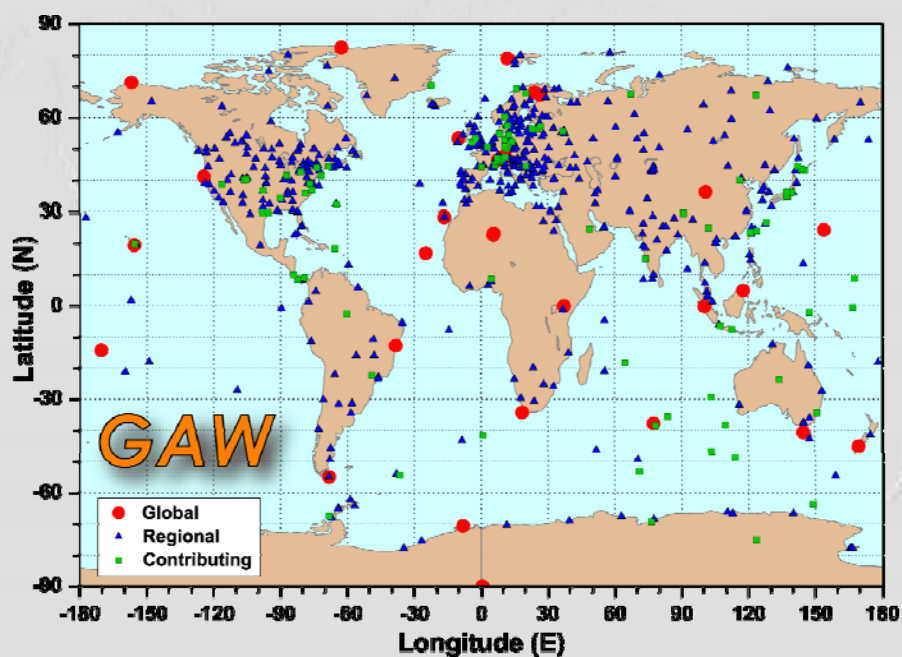 90
60
30
0
-30
-60
-90
Latitude (N)
GAW
Global
Regional
Contributing
-180 -150 -120 -90 -60 -30 0 30 60 90 120 150 180
Longitude (E)